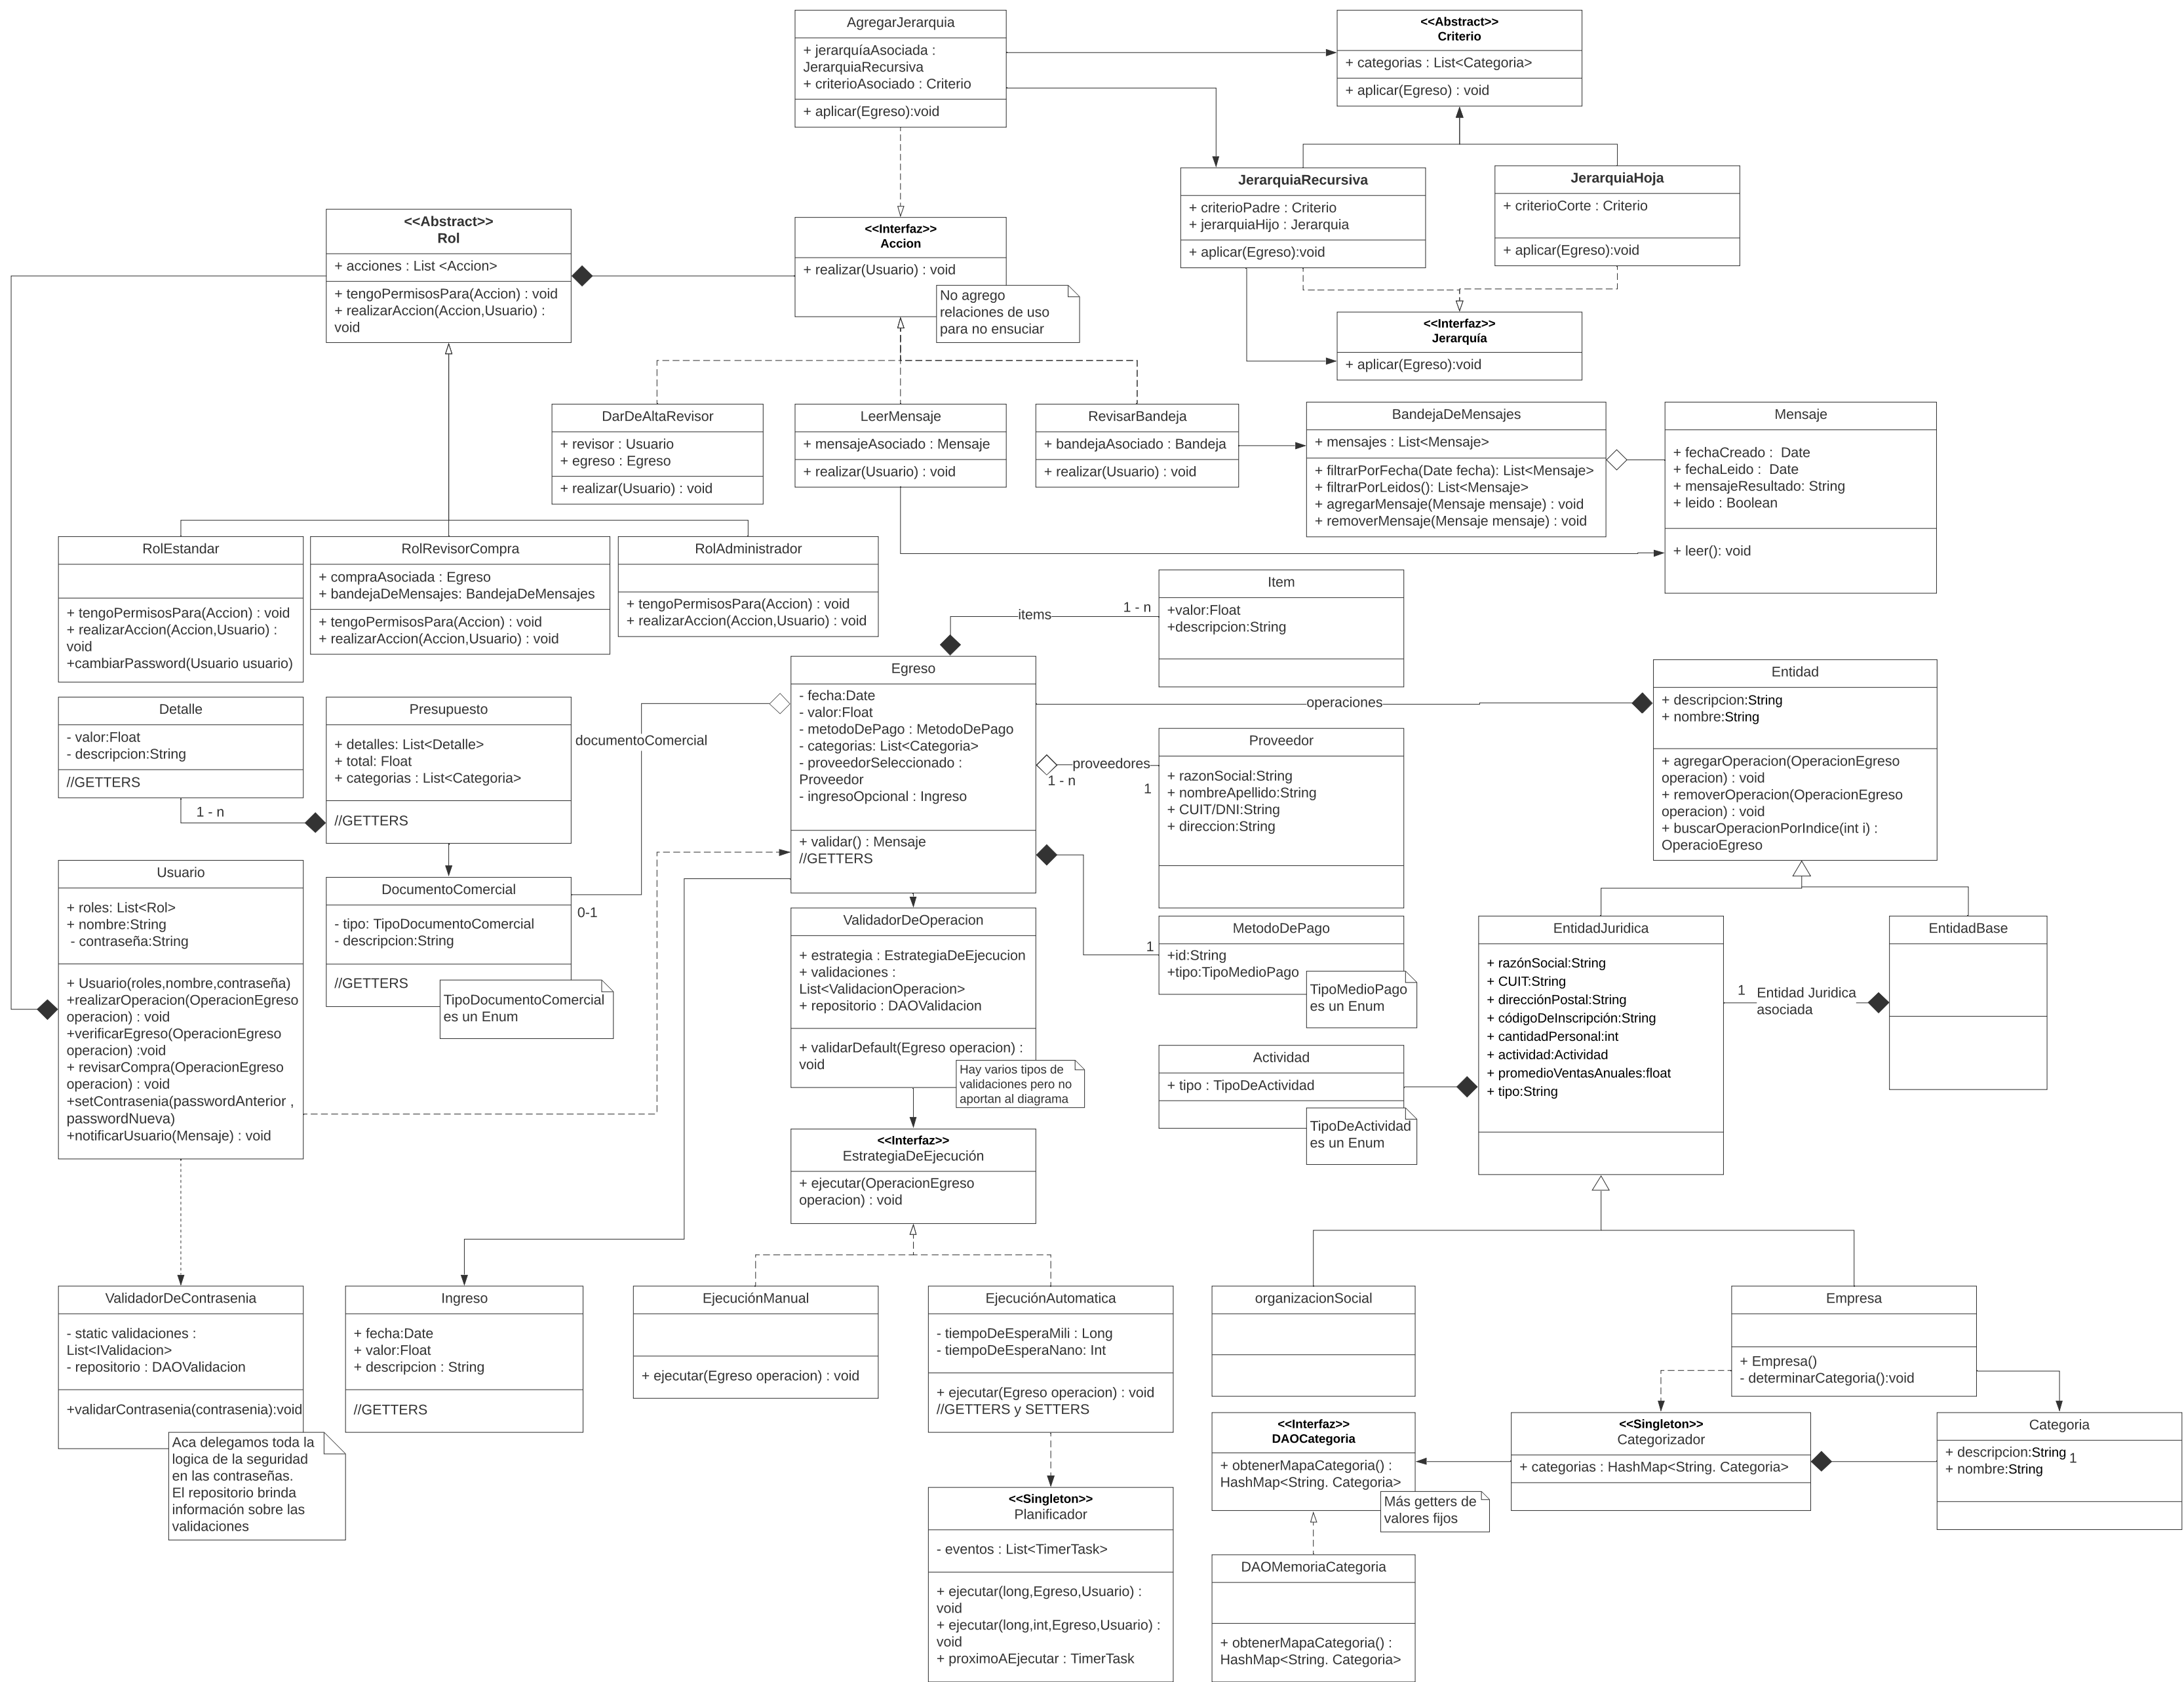 AgregarJerarquia
+ jerarquíaAsociada :
JerarquiaRecursiva
+ criterioAsociado : Criterio
+ aplicar(Egreso):void
<<Abstract>>
Criterio
+ categorias : List<Categoria>
+ aplicar(Egreso) : void
JerarquiaRecursiva
+ criterioPadre : Criterio
+ jerarquiaHijo : Jerarquia
+ aplicar(Egreso):void
JerarquiaHoja
+ criterioCorte : Criterio
+ aplicar(Egreso):void
<<Abstract>>
Rol
+ acciones : List <Accion>
+ tengoPermisosPara(Accion) : void
+ realizarAccion(Accion,Usuario) :
void
<<Interfaz>>
Accion
+ realizar(Usuario) : void
No agrego
relaciones de uso
para no ensuciar
<<Interfaz>>
Jerarquía
+ aplicar(Egreso):void
DarDeAltaRevisor
+ revisor : Usuario
+ egreso : Egreso
+ realizar(Usuario) : void
LeerMensaje
+ mensajeAsociado : Mensaje
+ realizar(Usuario) : void
RevisarBandeja
+ bandejaAsociado : Bandeja
+ realizar(Usuario) : void
BandejaDeMensajes
+ mensajes : List<Mensaje>
+ filtrarPorFecha(Date fecha): List<Mensaje>
+ filtrarPorLeidos(): List<Mensaje>
+ agregarMensaje(Mensaje mensaje) : void
+ removerMensaje(Mensaje mensaje) : void
Mensaje
+ fechaCreado :  Date
+ fechaLeido :  Date
+ mensajeResultado: String
+ leido : Boolean
+ leer(): void
RolEstandar
+ tengoPermisosPara(Accion) : void
+ realizarAccion(Accion,Usuario) :
void
+cambiarPassword(Usuario usuario)
RolRevisorCompra
+ compraAsociada : Egreso
+ bandejaDeMensajes: BandejaDeMensajes
+ tengoPermisosPara(Accion) : void
+ realizarAccion(Accion,Usuario) : void
RolAdministrador
+ tengoPermisosPara(Accion) : void
+ realizarAccion(Accion,Usuario) : void
items
1 - n
Item
+valor:Float
+descripcion:String
Detalle
- valor:Float
- descripcion:String
//GETTERS
1 - n
Presupuesto
+ detalles: List<Detalle>
+ total: Float
+ categorias : List<Categoria>
//GETTERS
documentoComercial
0-1
Egreso
- fecha:Date
- valor:Float
- metodoDePago : MetodoDePago
- categorias: List<Categoria>
- proveedorSeleccionado :
Proveedor
- ingresoOpcional : Ingreso
+ validar() : Mensaje
//GETTERS
operaciones
proveedores
1 - n
1
Proveedor
+ razonSocial:String
+ nombreApellido:String
+ CUIT/DNI:String
+ direccion:String
Entidad
+ descripcion:String
+ nombre:String
+ agregarOperacion(OperacionEgreso
operacion) : void
+ removerOperacion(OperacionEgreso
operacion) : void
+ buscarOperacionPorIndice(int i) :
OperacioEgreso
Usuario
+ roles: List<Rol>
+ nombre:String
- contraseña:String
+ Usuario(roles,nombre,contraseña)
+realizarOperacion(OperacionEgreso
operacion) : void
+verificarEgreso(OperacionEgreso
operacion) :void
+ revisarCompra(OperacionEgreso
operacion) : void
+setContrasenia(passwordAnterior ,
passwordNueva)
+notificarUsuario(Mensaje) : void
DocumentoComercial
- tipo: TipoDocumentoComercial
- descripcion:String
//GETTERS
TipoDocumentoComercial
es un Enum
ValidadorDeOperacion
+ estrategia : EstrategiaDeEjecucion
+ validaciones :
List<ValidacionOperacion>
+ repositorio : DAOValidacion
+ validarDefault(Egreso operacion) :
void
Hay varios tipos de
validaciones pero no
aportan al diagrama
1
MetodoDePago
+id:String
+tipo:TipoMedioPago
TipoMedioPago
es un Enum
Actividad
+ tipo : TipoDeActividad
TipoDeActividad
es un Enum
EntidadJuridica
+ razónSocial:String
+ CUIT:String
+ direcciónPostal:String
+ códigoDeInscripción:String
+ cantidadPersonal:int
+ actividad:Actividad
+ promedioVentasAnuales:float
+ tipo:String
1
Entidad Juridica
asociada
EntidadBase
<<Interfaz>>
EstrategiaDeEjecución
+ ejecutar(OperacionEgreso
operacion) : void
ValidadorDeContrasenia
- static validaciones :
List<IValidacion>
- repositorio : DAOValidacion
+validarContrasenia(contrasenia):void
Aca delegamos toda la
logica de la seguridad
en las contraseñas.
El repositorio brinda
información sobre las
validaciones
Ingreso
+ fecha:Date
+ valor:Float
+ descripcion : String
//GETTERS
EjecuciónManual
+ ejecutar(Egreso operacion) : void
EjecuciónAutomatica
- tiempoDeEsperaMili : Long
- tiempoDeEsperaNano: Int
+ ejecutar(Egreso operacion) : void
//GETTERS y SETTERS
organizacionSocial
Empresa
+ Empresa()
- determinarCategoria():void
<<Interfaz>>
DAOCategoria
+ obtenerMapaCategoria() :
HashMap<String. Categoria>
Más getters de
valores fijos
<<Singleton>>
Categorizador
+ categorias : HashMap<String. Categoria>
Categoria
+ descripcion:String
+ nombre:String
1
<<Singleton>>
Planificador
- eventos : List<TimerTask>
+ ejecutar(long,Egreso,Usuario) :
void
+ ejecutar(long,int,Egreso,Usuario) :
void
+ proximoAEjecutar : TimerTask
DAOMemoriaCategoria
+ obtenerMapaCategoria() :
HashMap<String. Categoria>